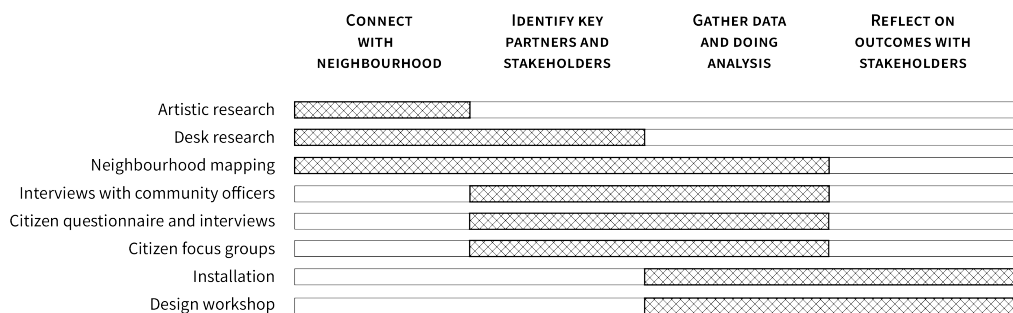 CONNECT
WITH
NEIGHBOURHOOD
IDENTIFY KEY
PARTNERS AND
STAKEHOLDERS
GATHER DATA
AND DOING
ANALYSIS
REFLECT ON
OUTCOMES WITH
STAKEHOLDERS
Artistic research
Desk research
Neighbourhood mapping
Interviews with community officers
Citizen questionnaire and interviews
Citizen focus groups
Installation
Design workshop